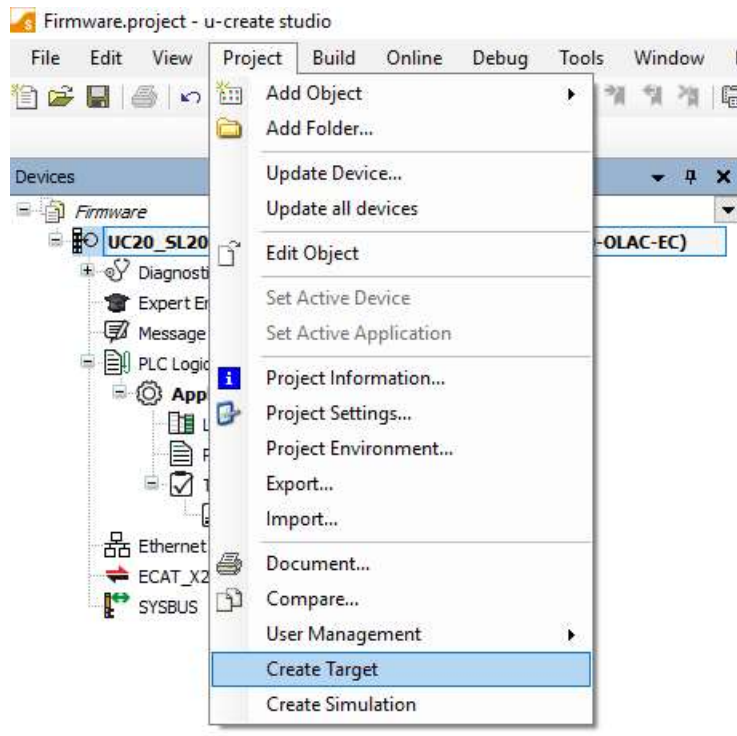 Firmware.project - u-create studio
File Edit View Project Build Online Debug Tools Window
Devices
Firmware
UC20_SL20 -OLAC-EC)
Diagnosti
Expert Er
Message
PLC Logic
Appl
Ethernet
ECAT_X2
SYSBUS
Add Object
Add Folder...
Update Device...
Update all devices
Edit Object
Set Active Device
Set Active Application
Project Information...
Project Settings...
Project Environment...
Export...
Import...
Document...
Compare...
User Management
Create Target
Create Simulation